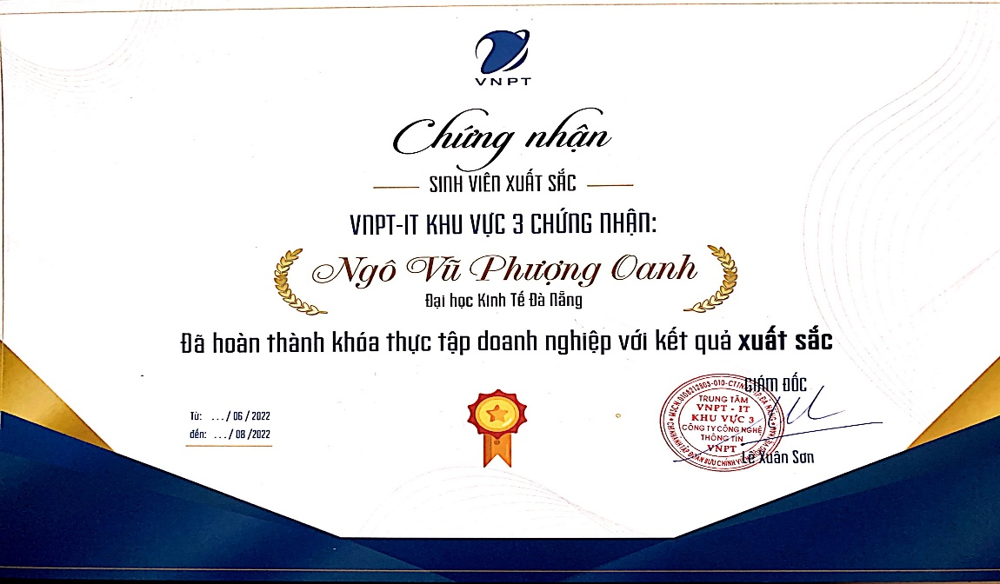 VNPT
Chứng nhận
SINH VIÊN XUẤT SẮC
VNPT-IT KHU VỰC 3 CHỨNG NHẬN:
Ngô Vũ Phượng Oanh
Đại học Kinh Tế Đà Nẵng
Đã hoàn thành khóa thực tập doanh nghiệp với kết quả xuất sắc
Từ: .../06/2022
đến: .../08/2022
GIÁM ĐỐC
TRUNG TÂM
VNPT - IT
KHU VỰC 3
CÔNG TY CÔNG NGHỆ
THÔNG TIN
VNPT
Lê Xuân Sơn